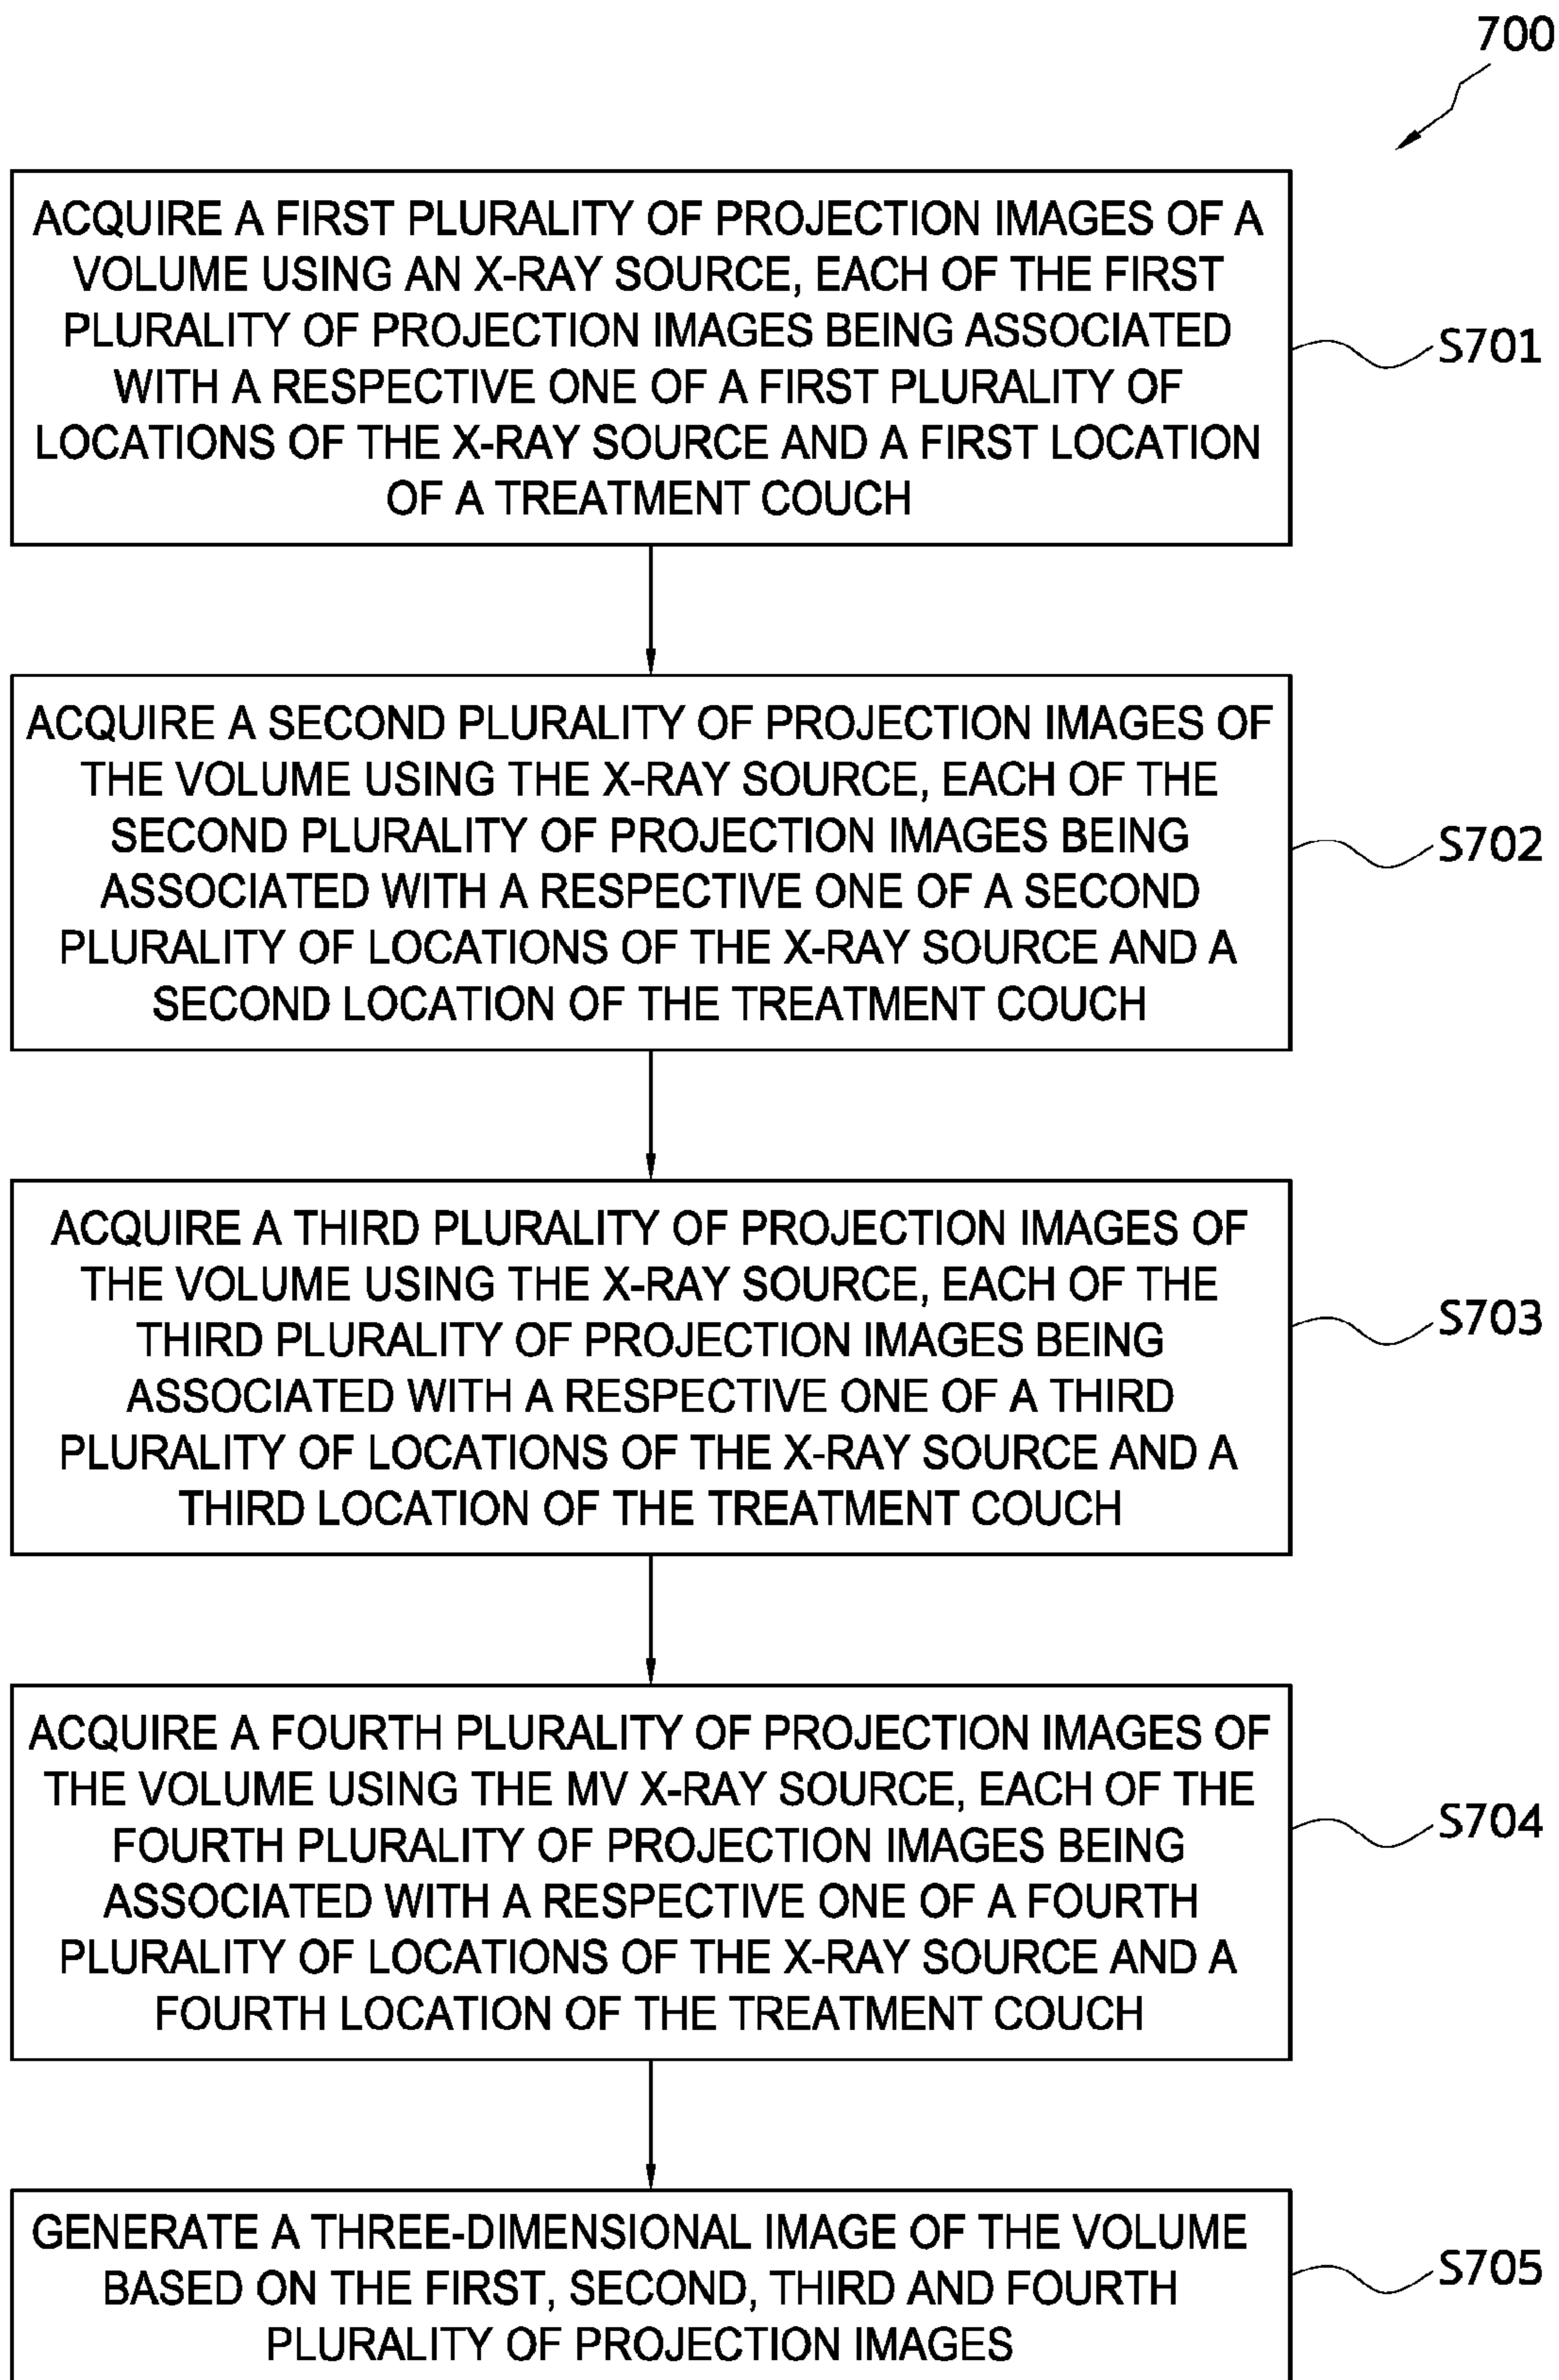 700
ACQUIRE A FIRST PLURALITY OF PROJECTION IMAGES OF A
VOLUME USING AN X-RAY SOURCE, EACH OF THE FIRST
PLURALITY OF PROJECTION IMAGES BEING ASSOCIATED
WITH A RESPECTIVE ONE OF A FIRST PLURALITY OF
LOCATIONS OF THE X-RAY SOURCE AND A FIRST LOCATION
OF A TREATMENT COUCH
S701
ACQUIRE A SECOND PLURALITY OF PROJECTION IMAGES OF
THE VOLUME USING THE X-RAY SOURCE, EACH OF THE
SECOND PLURALITY OF PROJECTION IMAGES BEING
ASSOCIATED WITH A RESPECTIVE ONE OF A SECOND
PLURALITY OF LOCATIONS OF THE X-RAY SOURCE AND A
SECOND LOCATION OF THE TREATMENT COUCH
S702
ACQUIRE A THIRD PLURALITY OF PROJECTION IMAGES OF
THE VOLUME USING THE X-RAY SOURCE, EACH OF THE
THIRD PLURALITY OF PROJECTION IMAGES BEING
ASSOCIATED WITH A RESPECTIVE ONE OF A THIRD
PLURALITY OF LOCATIONS OF THE X-RAY SOURCE AND A
THIRD LOCATION OF THE TREATMENT COUCH
S703
ACQUIRE A FOURTH PLURALITY OF PROJECTION IMAGES OF
THE VOLUME USING THE MV X-RAY SOURCE, EACH OF THE
FOURTH PLURALITY OF PROJECTION IMAGES BEING
ASSOCIATED WITH A RESPECTIVE ONE OF A FOURTH
PLURALITY OF LOCATIONS OF THE X-RAY SOURCE AND A
FOURTH LOCATION OF THE TREATMENT COUCH
S704
GENERATE A THREE-DIMENSIONAL IMAGE OF THE VOLUME
BASED ON THE FIRST, SECOND, THIRD AND FOURTH
PLURALITY OF PROJECTION IMAGES
S705